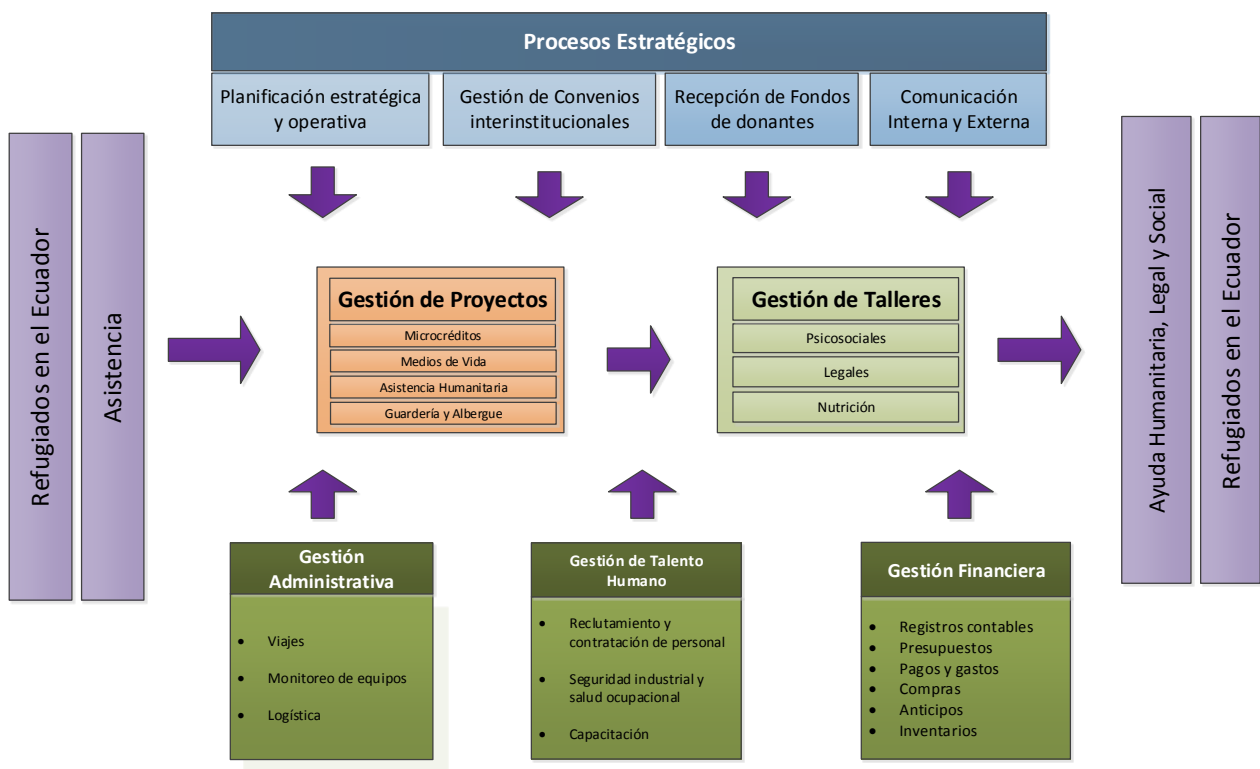 Procesos Estratégicos
Planificación estratégica
y operativa
Gestión de Convenios
interinstitucionales
Recepción de Fondos
de donantes
Comunicación
Interna y Externa
Refugiados en el Ecuador
Asistencia
Gestión de Proyectos
Microcréditos
Medios de Vida
Asistencia Humanitaria
Guardería y Albergue
Gestión de Talleres
Psicosociales
Legales
Nutrición
Ayuda Humanitaria, Legal y Social
Refugiados en el Ecuador
Gestión
Administrativa
• Viajes
• Monitoreo de equipos
• Logística
Gestión de Talento
Humano
• Reclutamiento y
contratación de personal
• Seguridad industrial y
salud ocupacional
• Capacitación
Gestión Financiera
• Registros contables
• Presupuestos
• Pagos y gastos
• Compras
• Anticipos
• Inventarios